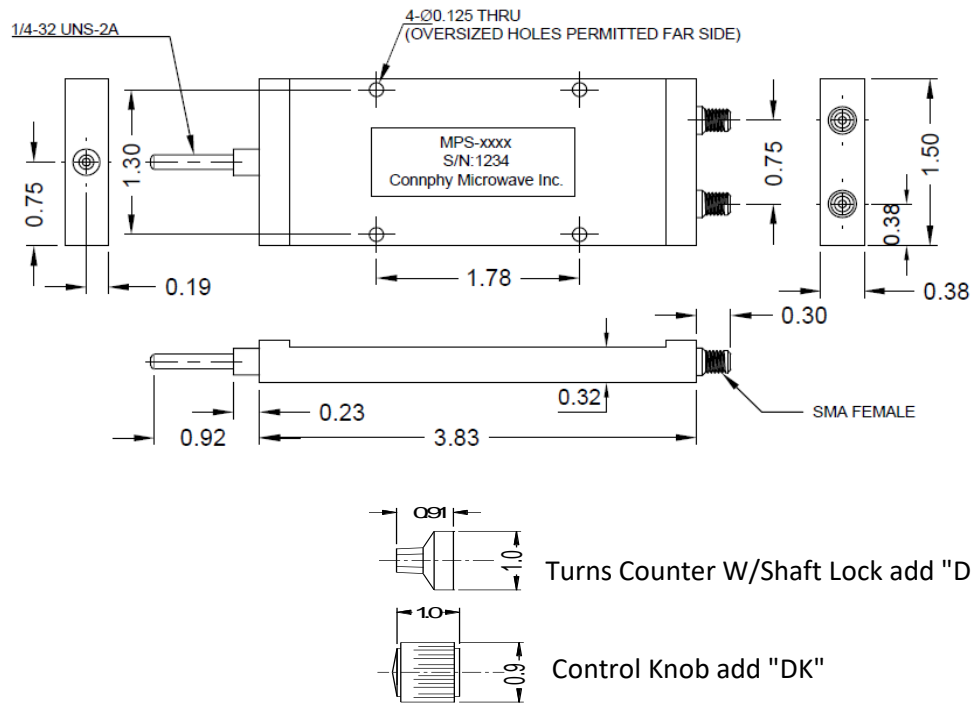 4-Ø0.125 THRU
(OVERSIZED HOLES PERMITTED FAR SIDE)
1/4-32 UNS-2A
MPS-xxxx
S/N:1234
Connphy Microwave Inc.
0.75
1.30
0.75
1.50
0.38
0.19
1.78
0.38
0.30
0.32
0.23
SMA FEMALE
0.92
3.83
0.91
1.0
Turns Counter W/Shaft Lock add "D
1.0
0.9
Control Knob add "DK"